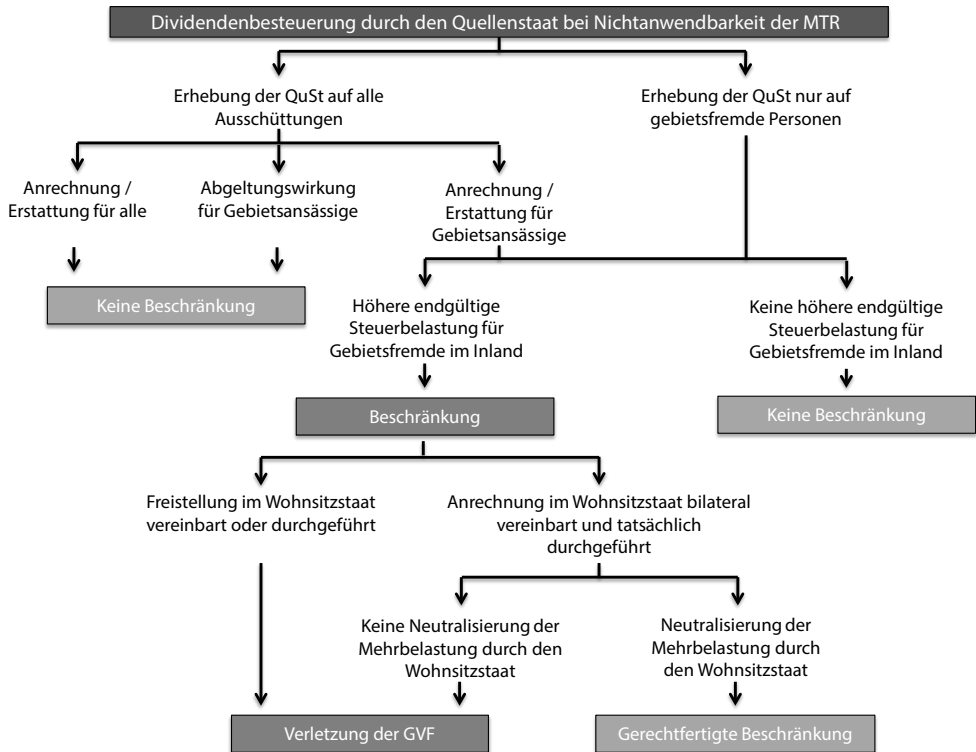 Dividendenbesteuerung durch den Quellenstaat bei Nichtanwendbarkeit der MTR
Erhebung der QuSt auf alle
Ausschüttungen
Erhebung der QuSt nur auf
gebietsfremde Personen
Anrechnung /
Erstattung für alle
Abgeltungswirkung
für Gebietsansässige
Anrechnung /
Erstattung für
Gebietsansässige
Keine Beschränkung
Höhere endgültige
Steuerbelastung für
Gebietsfremde im Inland
Keine höhere endgültige
Steuerbelastung für
Gebietsfremde im Inland
Beschränkung
Keine Beschränkung
Freistellung im Wohnsitzstaat
vereinbart oder durchgeführt
Anrechnung im Wohnsitzstaat bilateral
vereinbart und tatsächlich
durchgeführt
Keine Neutralisierung der
Mehrbelastung durch den
Wohnsitzstaat
Neutralisierung der
Mehrbelastung durch
den Wohnsitzstaat
Verletzung der GVF
Gerechtfertigte Beschränkung